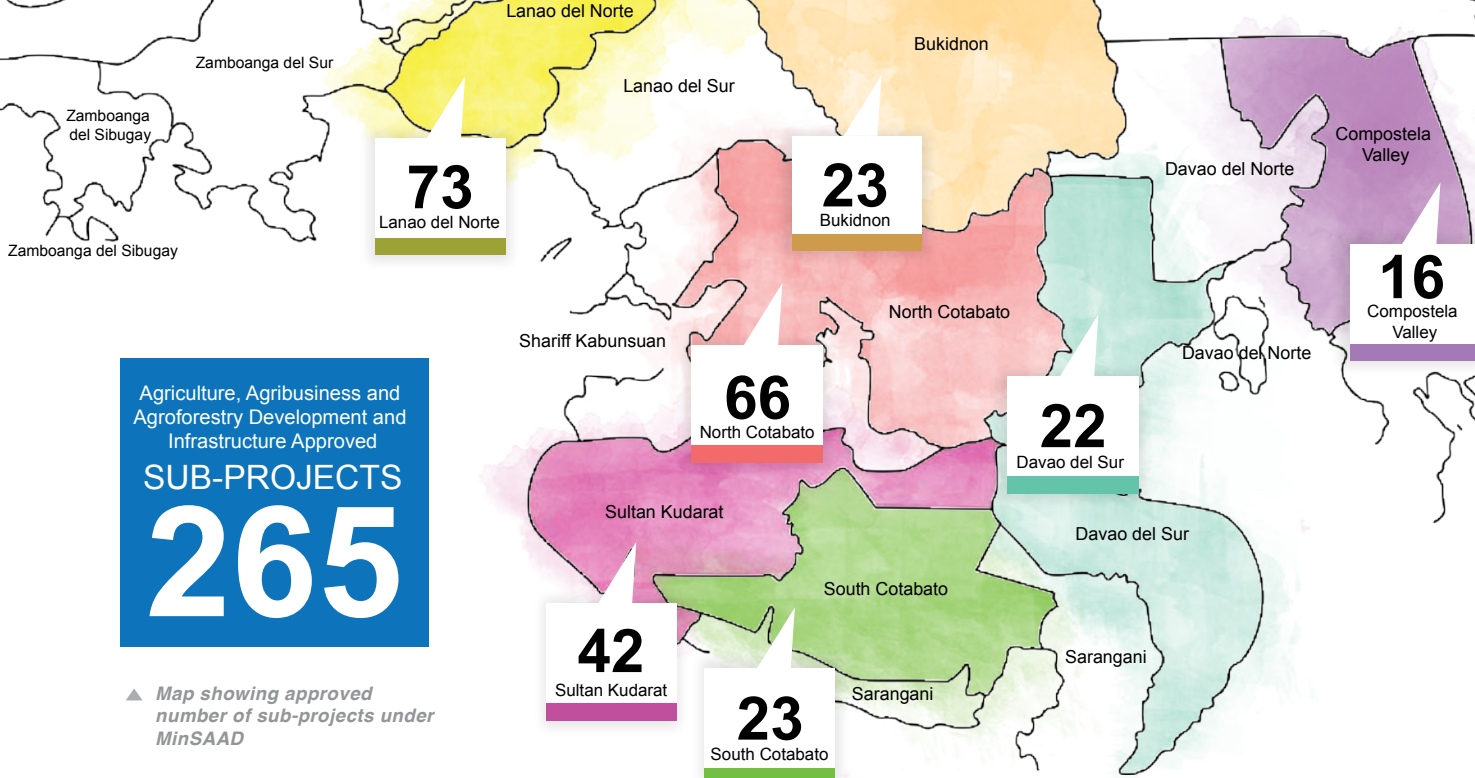 Lanao del Norte
Bukidnon
Zamboanga del Sur
Lanao del Sur
Zamboanga
del Sibugay
Compostela
Valley
Davao del Norte
73
Lanao del Norte
23
Bukidnon
Zamboanga del Sibugay
16
Compostela
Valley
North Cotabato
Shariff Kabunsuan
Davao del Norte
Agriculture, Agribusiness and
Agroforestry Development and
Infrastructure Approved
SUB-PROJECTS
265
66
North Cotabato
22
Davao del Sur
Sultan Kudarat
Davao del Sur
South Cotabato
42
Sultan Kudarat
Sarangani
Sarangani
23
South Cotabato
Map showing approved
number of sub-projects under
MinSAAD